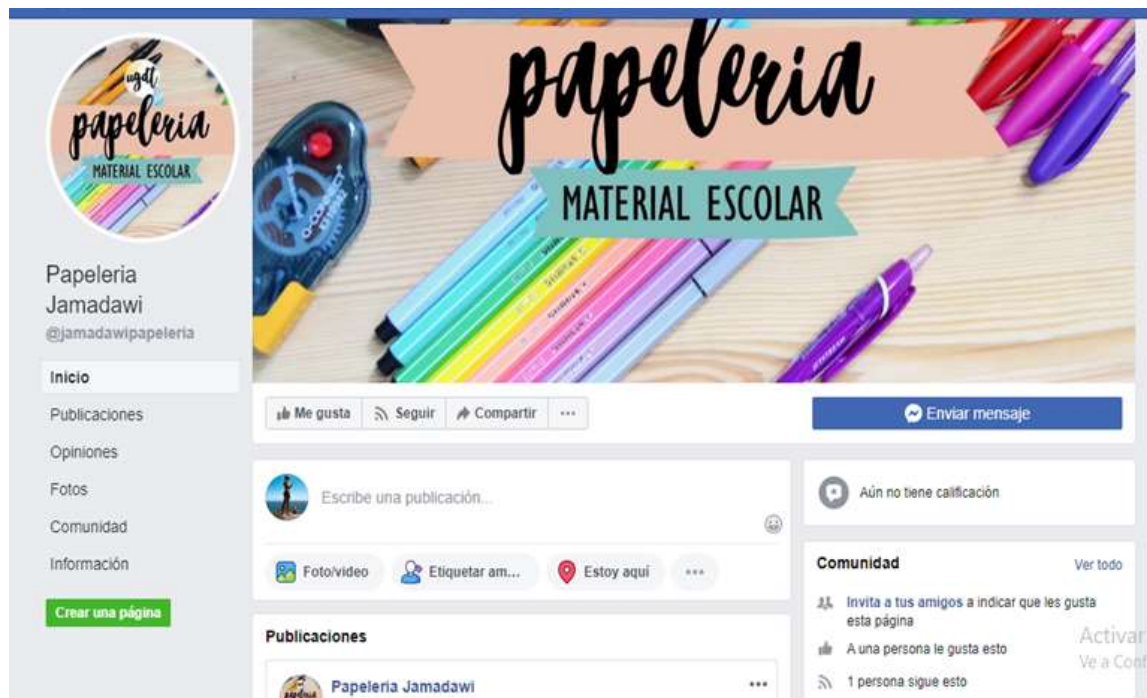 ugdt
papeleria
MATERIAL ESCOLAR
Papeleria
Jamadawi
@jamadawipapeleria
Inicio
Publicaciones
Opiniones
Fotos
Comunidad
Información
Crear una página
papeleria
MATERIAL ESCOLAR
Me gusta
Seguir
Compartir
Enviar mensaje
Escribe una publicación...
Foto/video
Etiquetar am...
Estoy aquí
Publicaciones
Papeleria Jamadawi
Aún no tiene calificación
Comunidad
Ver todo
Invita a tus amigos a indicar que les gusta
esta página
A una persona le gusta esto
1 persona sigue esto
Activar
Ve a Conf